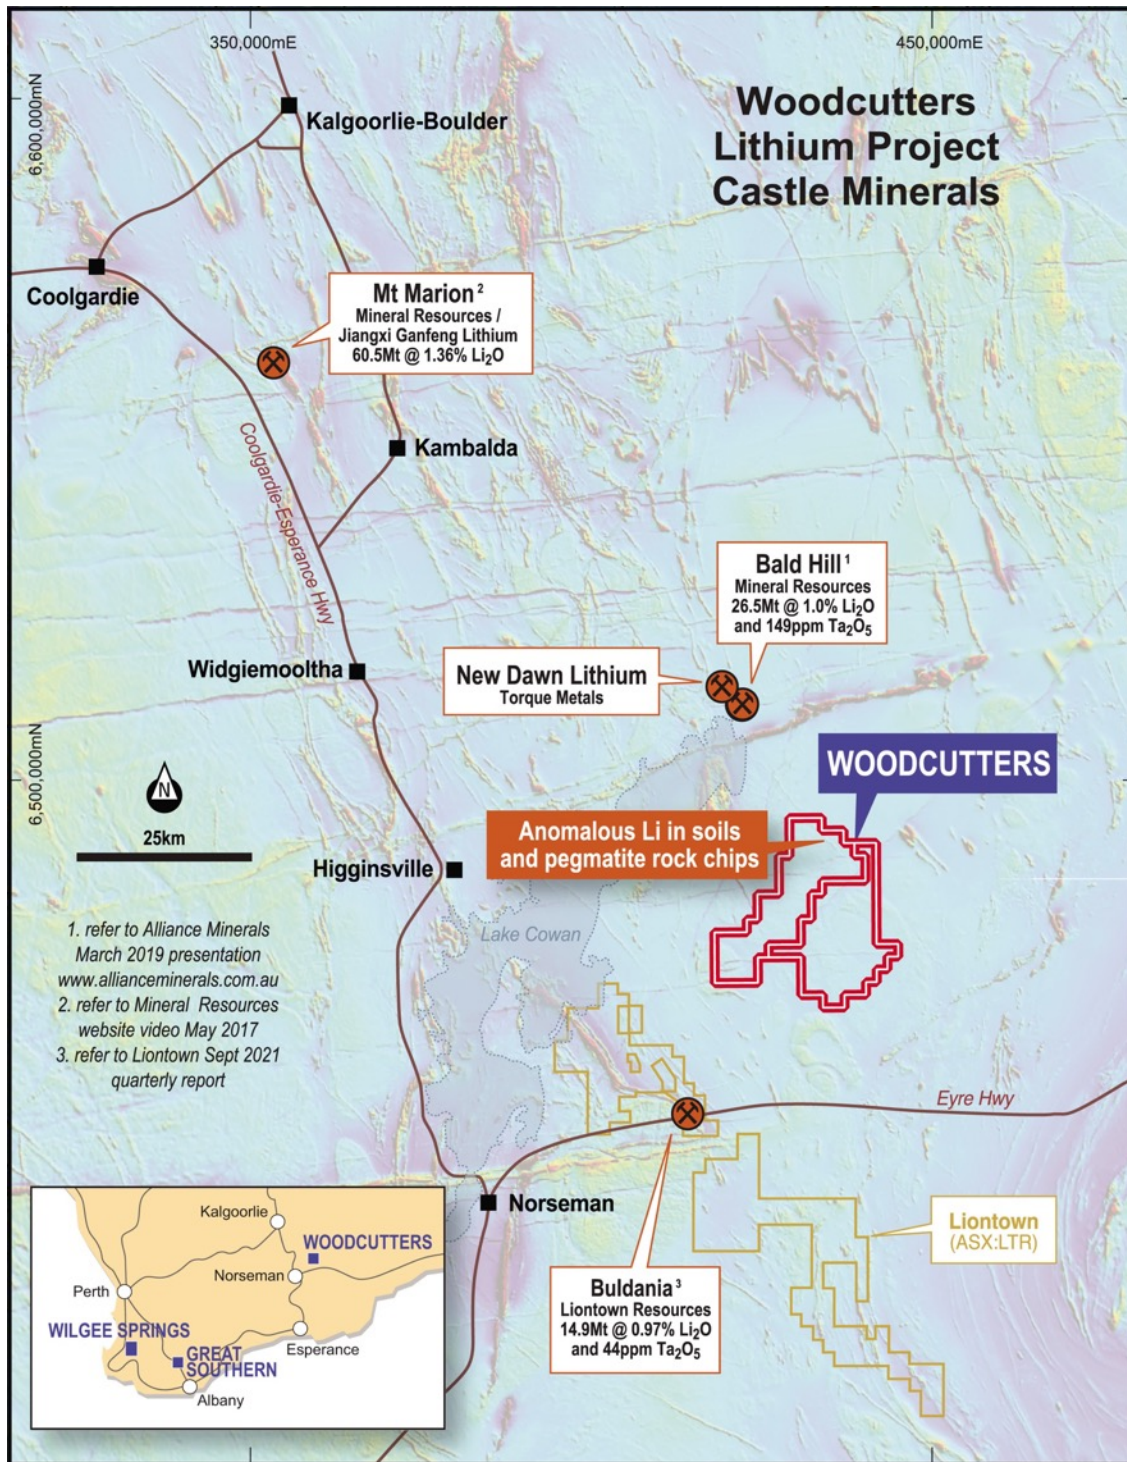 350,000mE
450,000mE
6,600,000mN
6,500,000mN
Woodcutters
Lithium Project
Castle Minerals
Kalgoorlie-Boulder
Coolgardie
Mt Marion 2
Mineral Resources /
Jiangxi Ganfeng Lithium
60.5Mt @ 1.36% Li2O
Kambalda
Coolgardie-Esperance Hwy
Bald Hill 1
Mineral Resources
26.5Mt @ 1.0% Li2O
and 149ppm Ta2O5
Widgiemooltha
New Dawn Lithium
Torque Metals
WOODCUTTERS
N
25km
Anomalous Li in soils
and pegmatite rock chips
Higginsville
Lake Cowan
1. refer to Alliance Minerals
March 2019 presentation
www.allianceminerals.com.au
2. refer to Mineral Resources
website video May 2017
3. refer to Liontown Sept 2021
quarterly report
Eyre Hwy
Norseman
Liontown
(ASX:LTR)
Buldania 3
Liontown Resources
14.9Mt @ 0.97% Li2O
and 44ppm Ta2O5
Kalgoorlie
WOODCUTTERS
Norseman
Perth
WILGEE SPRINGS
GREAT
SOUTHERN
Esperance
Albany